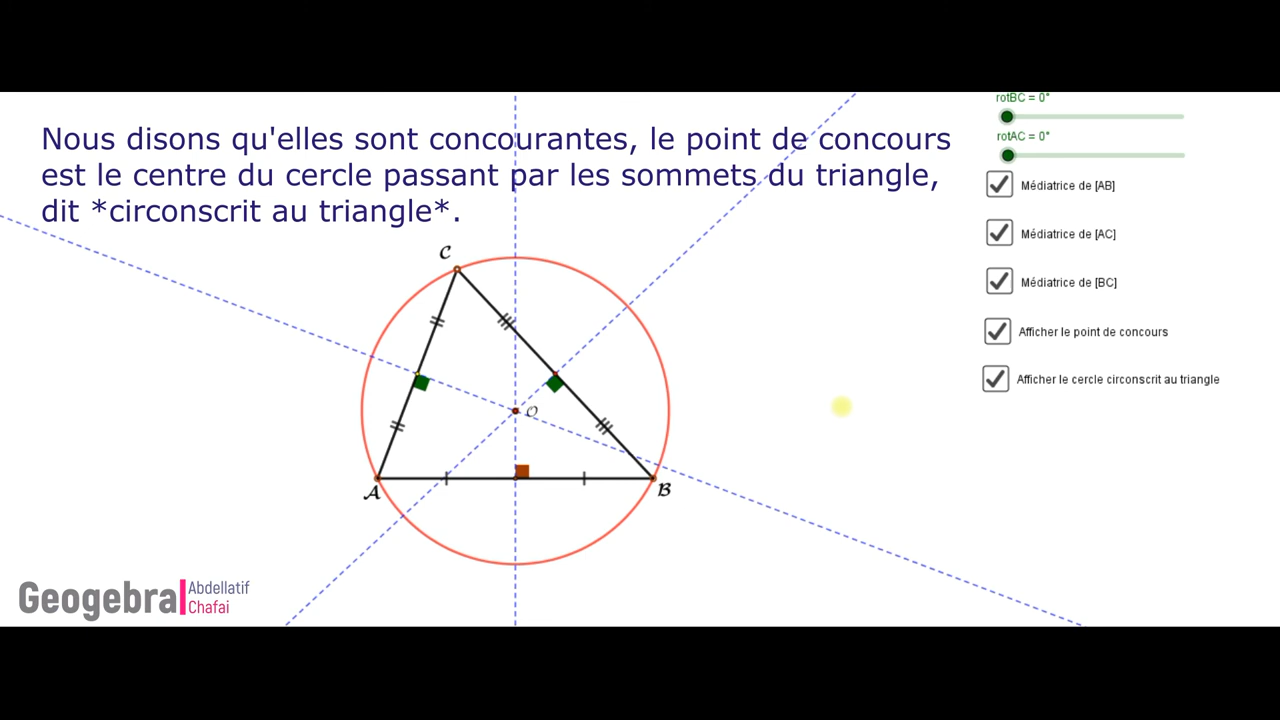 rotBC = 0°
Nous disons qu'elles sont concourantes, le point de concours
est le centre du cercle passant par les sommets du triangle,
dit *circonscrit au triangle*.
rotAC = 0°
Médiatrice de [AB]
Médiatrice de [AC]
Médiatrice de [BC]
Afficher le point de concours
Afficher le cercle circonscrit au triangle
C
O
A
B
Geogebra
Abdellatif
Chafai